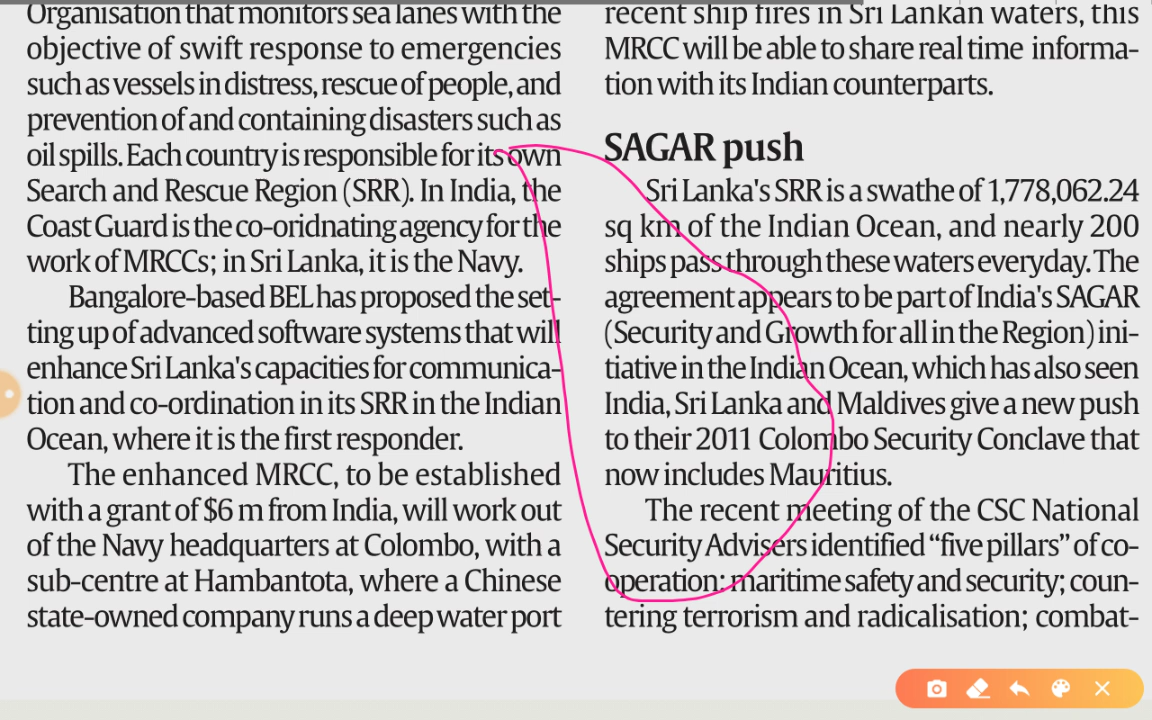 Organisation that monitors sea lanes with the
objective of swift response to emergencies
such as vessels in distress, rescue of people, and
prevention of and containing disasters such as
oil spills. Each country is responsible for its own
Search and Rescue Region (SRR). In India, the
Coast Guard is the co-oridnating agency for the
work of MRCCs; in Sri Lanka, it is the Navy.
Bangalore-based BEL has proposed the set-
ting up of advanced software systems that will
enhance Sri Lanka's capacities for communica-
tion and co-ordination in its SRR in the Indian
Ocean, where it is the first responder.
The enhanced MRCC, to be established
with a grant of $6 m from India, will work out
of the Navy headquarters at Colombo, with a
sub-centre at Hambantota, where a Chinese
state-owned company runs a deep water port
recent ship fires in Sri Lankan waters, this
MRCC will be able to share real time informa-
tion with its Indian counterparts.
SAGAR push
Sri Lanka's SRR is a swathe of 1,778,062.24
sq km of the Indian Ocean, and nearly 200
ships pass through these waters everyday. The
agreement appears to be part of India's SAGAR
(Security and Growth for all in the Region) ini-
tiative in the Indian Ocean, which has also seen
India, Sri Lanka and Maldives give a new push
to their 2011 Colombo Security Conclave that
now includes Mauritius.
The recent meeting of the CSC National
Security Advisers identified “five pillars” of co-
operation: maritime safety and security; coun-
tering terrorism and radicalisation; combat-